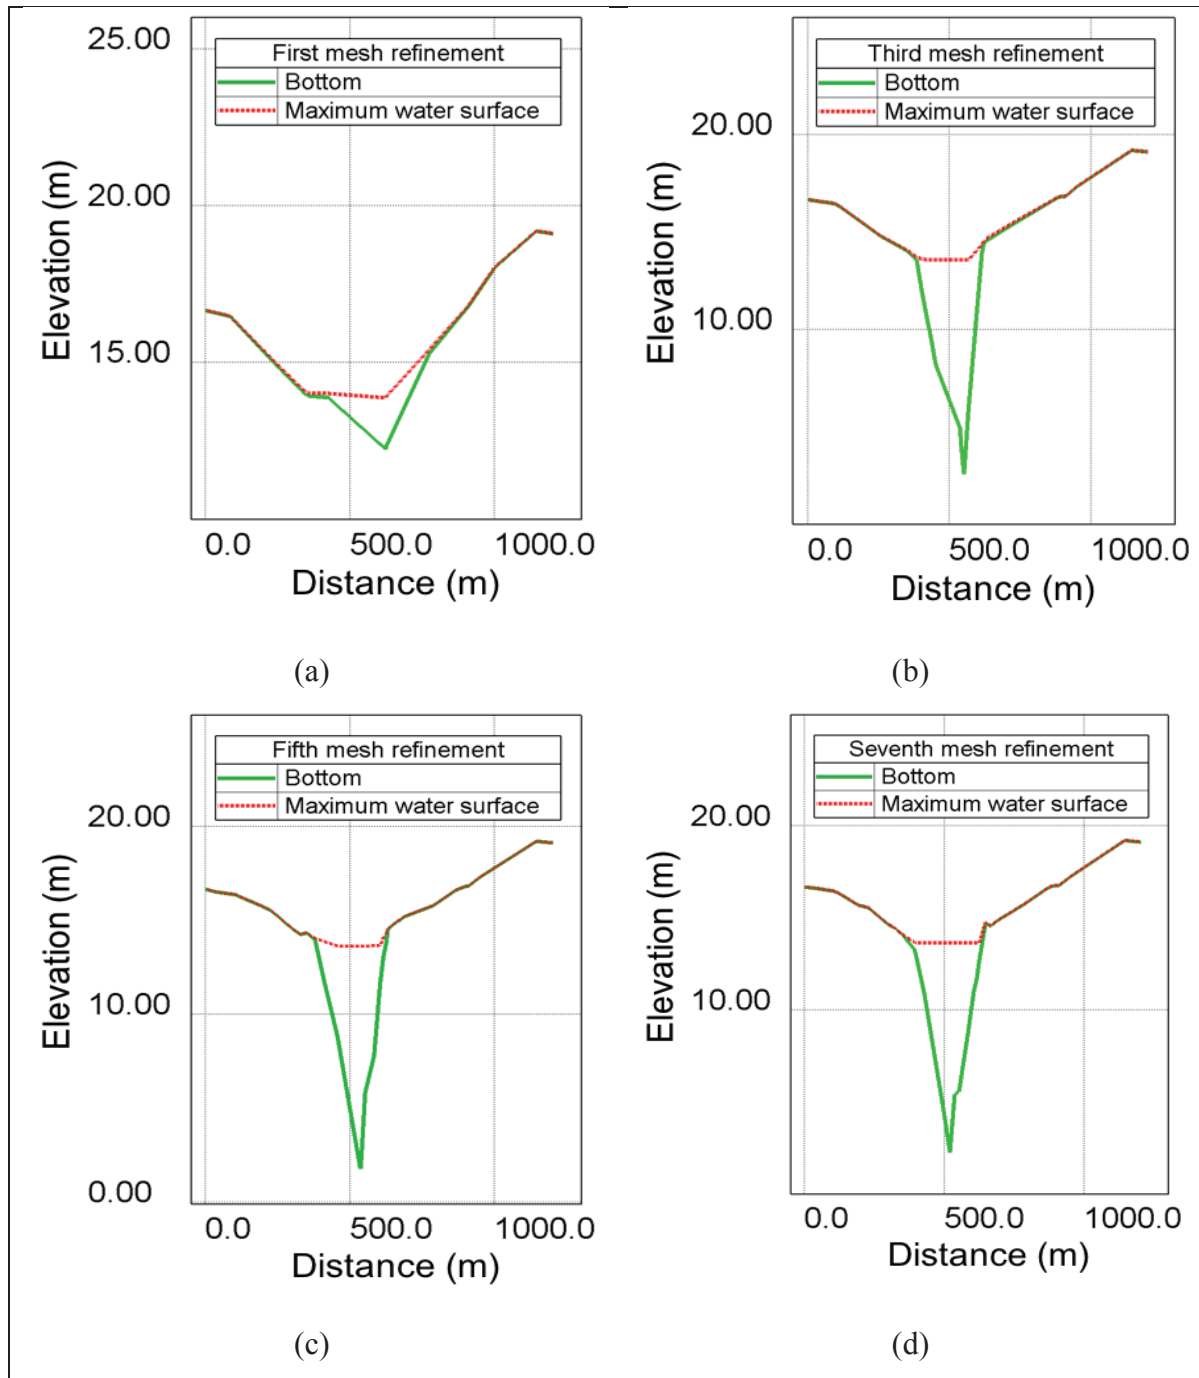 First mesh refinement
Bottom
Maximum water surface
25.00
20.00
15.00
Elevation (m)
0.0 500.0 1000.0
Distance (m)
(a)
Third mesh refinement
Bottom
Maximum water surface
20.00
10.00
Elevation (m)
0.0 500.0 1000.0
Distance (m)
(b)
Fifth mesh refinement
Bottom
Maximum water surface
20.00
10.00
0.00
Elevation (m)
0.0 500.0 1000.0
Distance (m)
(c)
Seventh mesh refinement
Bottom
Maximum water surface
20.00
10.00
Elevation (m)
0.0 500.0 1000.0
Distance (m)
(d)